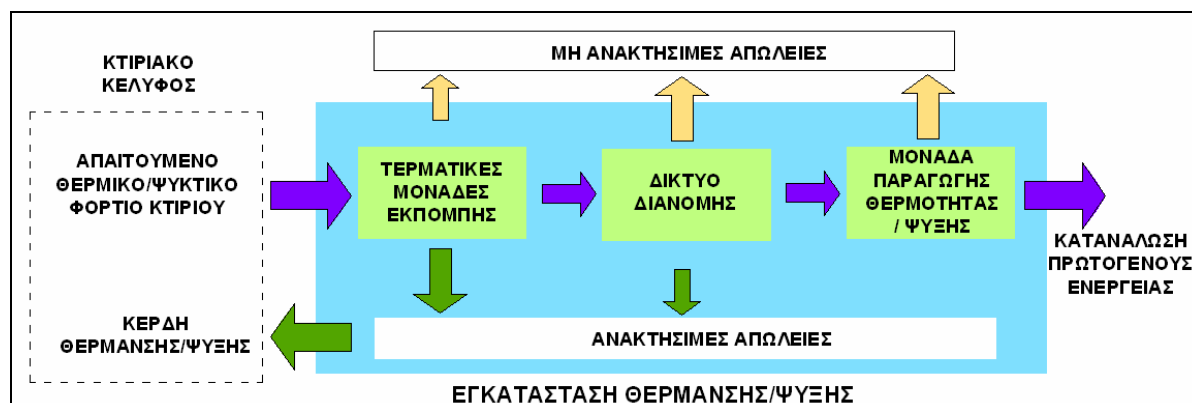 ΜΗ ΑΝΑΚΤΗΣΙΜΕΣ ΑΠΩΛΕΙΕΣ
ΚΤΙΡΙΑΚΟ
ΚΕΛΥΦΟΣ
ΑΠΑΙΤΟΥΜΕΝΟ
ΘΕΡΜΙΚΟ/ΨΥΚΤΙΚΟ
ΦΟΡΤΙΟ ΚΤΙΡΙΟΥ
ΤΕΡΜΑΤΙΚΕΣ
ΜΟΝΑΔΕΣ
ΕΚΠΟΜΠΗΣ
ΔΙΚΤΥΟ
ΔΙΑΝΟΜΗΣ
ΜΟΝΑΔΑ
ΠΑΡΑΓΩΓΗΣ
ΘΕΡΜΟΤΗΤΑΣ
/ ΨΥΞΗΣ
ΚΑΤΑΝΑΛΩΣΗ
ΠΡΩΤΟΓΕΝΟΥΣ
ΕΝΕΡΓΕΙΑΣ
ΚΕΡΔΗ
ΘΕΡΜΑΝΣΗΣ/ΨΥΞΗΣ
ΑΝΑΚΤΗΣΙΜΕΣ ΑΠΩΛΕΙΕΣ
ΕΓΚΑΤΑΣΤΑΣΗ ΘΕΡΜΑΝΣΗΣ/ΨΥΞΗΣ